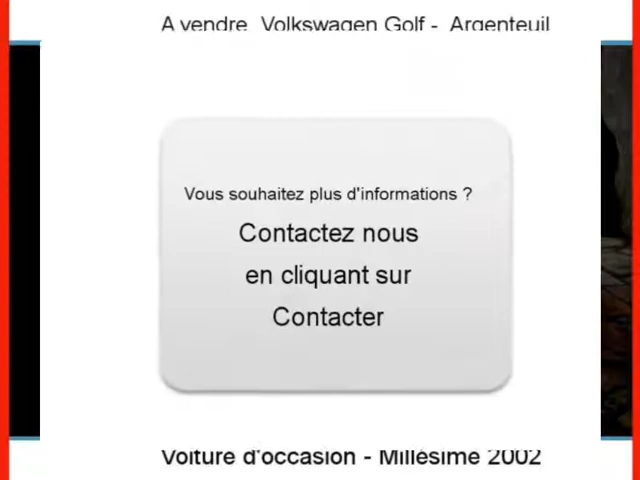 A vendre Volkswagen Golf - Argenteuil
Vous souhaitez plus d'informations ?
Contactez nous
en cliquant sur
Contacter
Voiture d'occasion - Millésime 2002